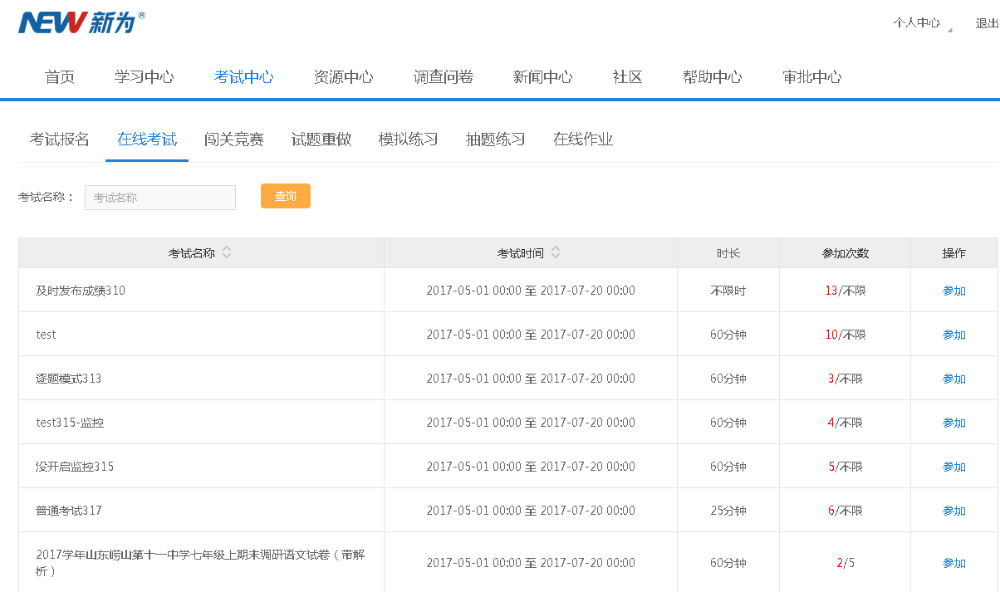 NEW新为®
个人中心 退出
首页 学习中心 考试中心 资源中心 调查问卷 新闻中心 社区 帮助中心 审批中心
考试报名 在线考试 闯关竞赛 试题重做 模拟练习 抽题练习 在线作业
考试名称： 考试名称 查询
考试名称 考试时间 时长 参加次数 操作
及时发布成绩310 2017-05-01 00:00 至 2017-07-20 00:00 不限时 13/不限 参加
test 2017-05-01 00:00 至 2017-07-20 00:00 60分钟 10/不限 参加
逐题模式313 2017-05-01 00:00 至 2017-07-20 00:00 60分钟 3/不限 参加
test315-监控 2017-05-01 00:00 至 2017-07-20 00:00 60分钟 4/不限 参加
没开启监控315 2017-05-01 00:00 至 2017-07-20 00:00 60分钟 5/不限 参加
普通考试317 2017-05-01 00:00 至 2017-07-20 00:00 25分钟 6/不限 参加
2017学年山东崂山第十一中学七年级上期末调研语文试卷（带解
析） 2017-05-01 00:00 至 2017-07-20 00:00 60分钟 2/5 参加